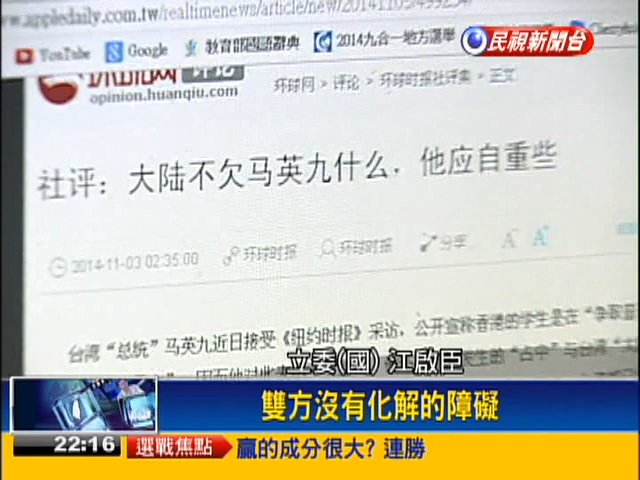 w.appledaily.com.tw/realtimenews/article/new/20141105/499254/
YouTube Google 教育部國語辭典 2014九合一地方選舉
民視新聞台
环球网 评论
opinion.huanqiu.com
环球网 > 评论 > 环球时报社评集 > 正文
社评：大陆不欠马英九什么，他应自重些
2014-11-03 02:35:00 环球时报 环球时报 分享 A- A+
台湾“总统”马英九近日接受《纽约时报》采访，公开宣称香港的学生是在“争取
立委(國) 江啟臣
雙方沒有化解的障礙
22:16 選戰焦點 贏的成分很大? 連勝